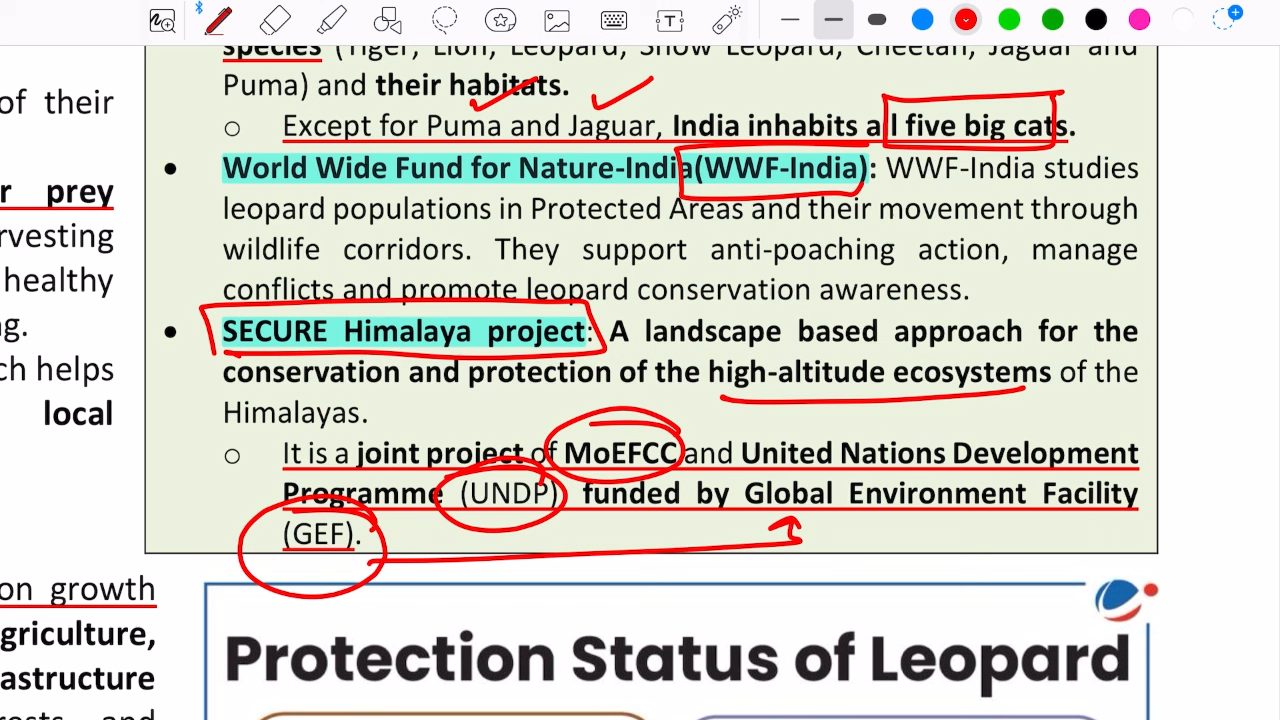 of their
r prey
rvesting
healthy
g.
ch helps
local
on growth
griculture,
astructure
species (Tiger, Lion, Leopard, Snow Leopard, Cheetah, Jaguar and
Puma) and their habitats.
○ Except for Puma and Jaguar, India inhabits all five big cats.
• World Wide Fund for Nature-India(WWF-India): WWF-India studies
leopard populations in Protected Areas and their movement through
wildlife corridors. They support anti-poaching action, manage
conflicts and promote leopard conservation awareness.
• SECURE Himalaya project: A landscape based approach for the
conservation and protection of the high-altitude ecosystems of the
Himalayas.
○ It is a joint project of MoEFCC and United Nations Development
Programme (UNDP) funded by Global Environment Facility
(GEF).
Protection Status of Leopard